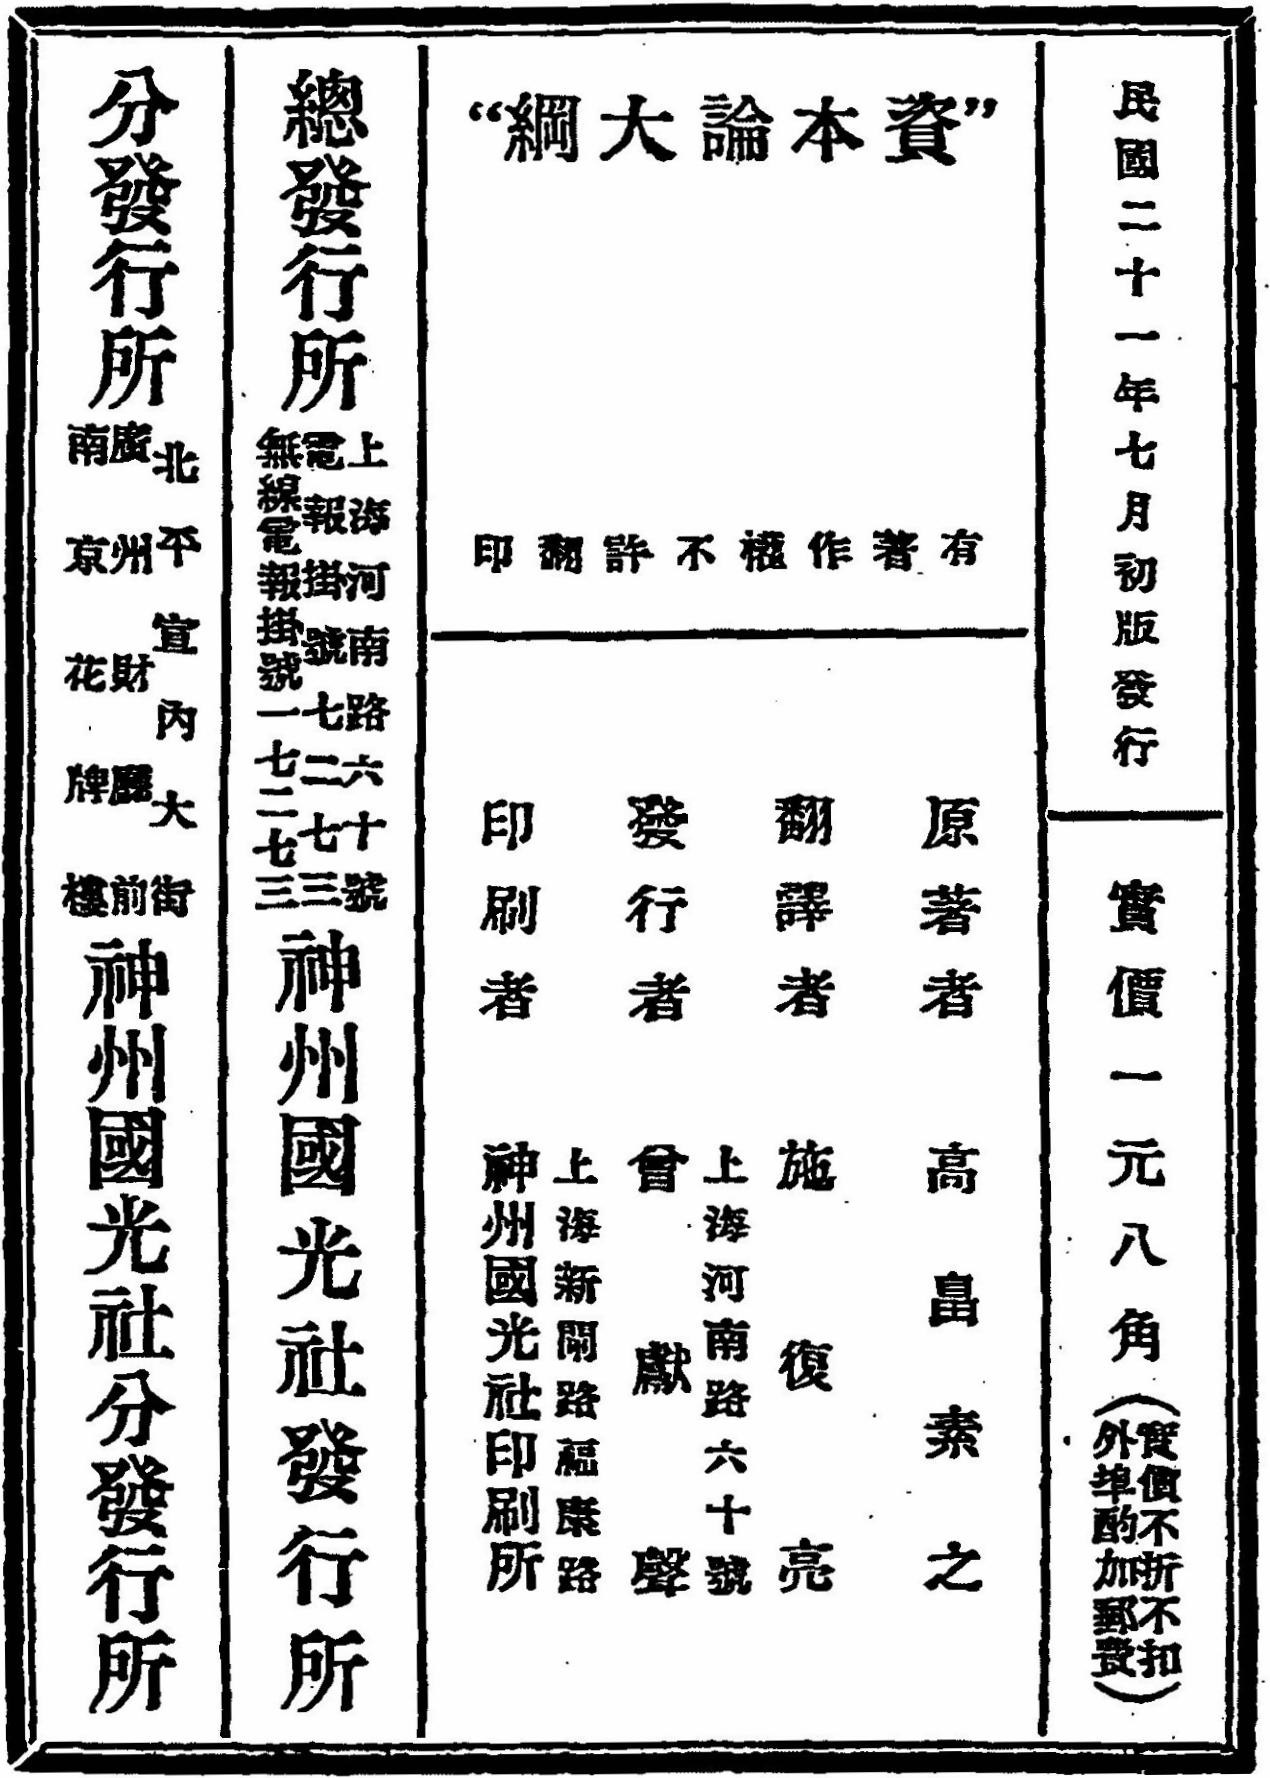 民國二十一年七月初版發行
實價一元八角
(實價不折不扣
外埠酌加郵費)
“資本論大綱”
有著作權不許翻印
原著者 高畠素之
翻譯者 施復亮
發行者 曾獻聲
上海河南路六十號
印刷者 神州國光社印刷所
上海新閘路福康路
總發行所
上海河南路六十號
電報掛號七二七三
無線電報掛號一七二七三
神州國光社發行所
分發行所
北平宣內大街
廣州財廳前
南京花牌樓
神州國光社分發行所